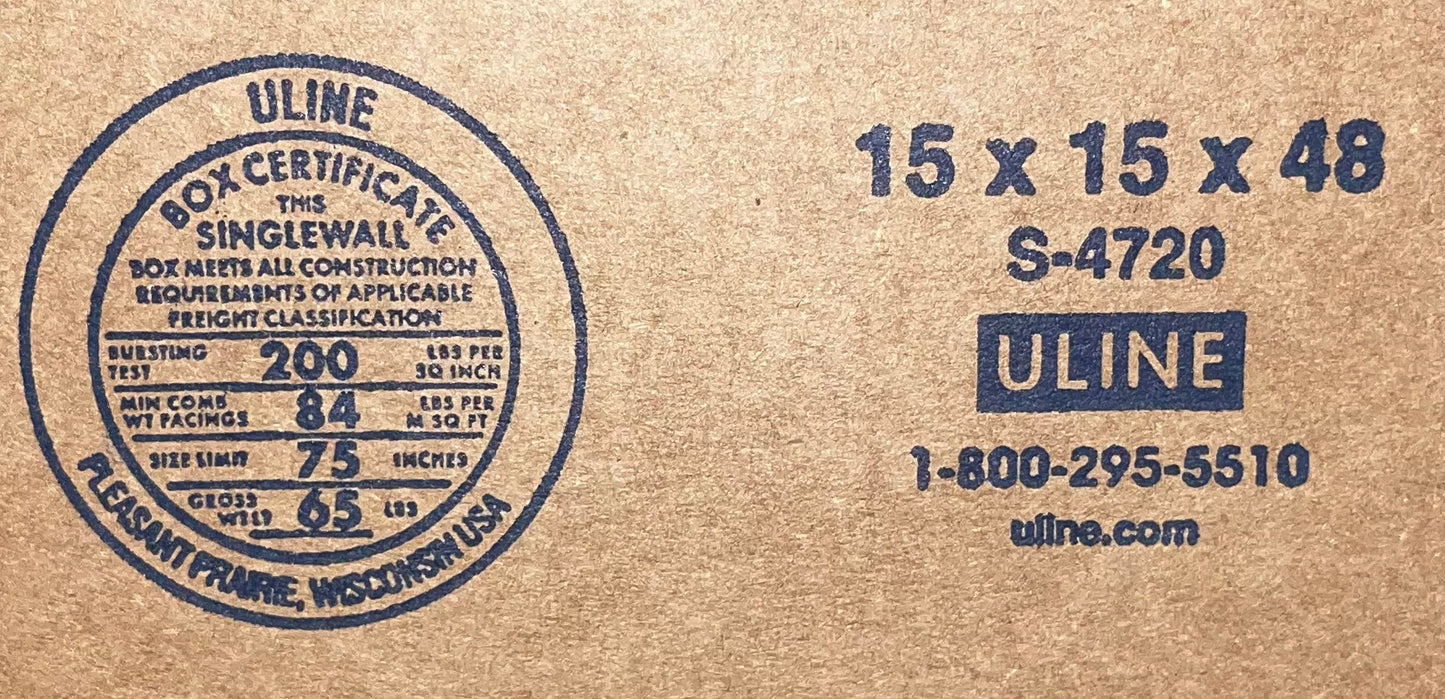 ULINE
BOX CERTIFICATE
THIS
SINGLEWALL
BOX MEETS ALL CONSTRUCTION
REQUIREMENTS OF APPLICABLE
FREIGHT CLASSIFICATION
BURSTING TEST 200 LBS PER SQ INCH
MIN COMB WT FACINGS 84 LBS PER M SQ FT
SIZE LIMIT 75 INCHES
GROSS WT LT 65 LBS
PLEASANT PRAIRIE, WISCONSIN USA
15 x 15 x 48
S-4720
ULINE
1-800-295-5510
uline.com